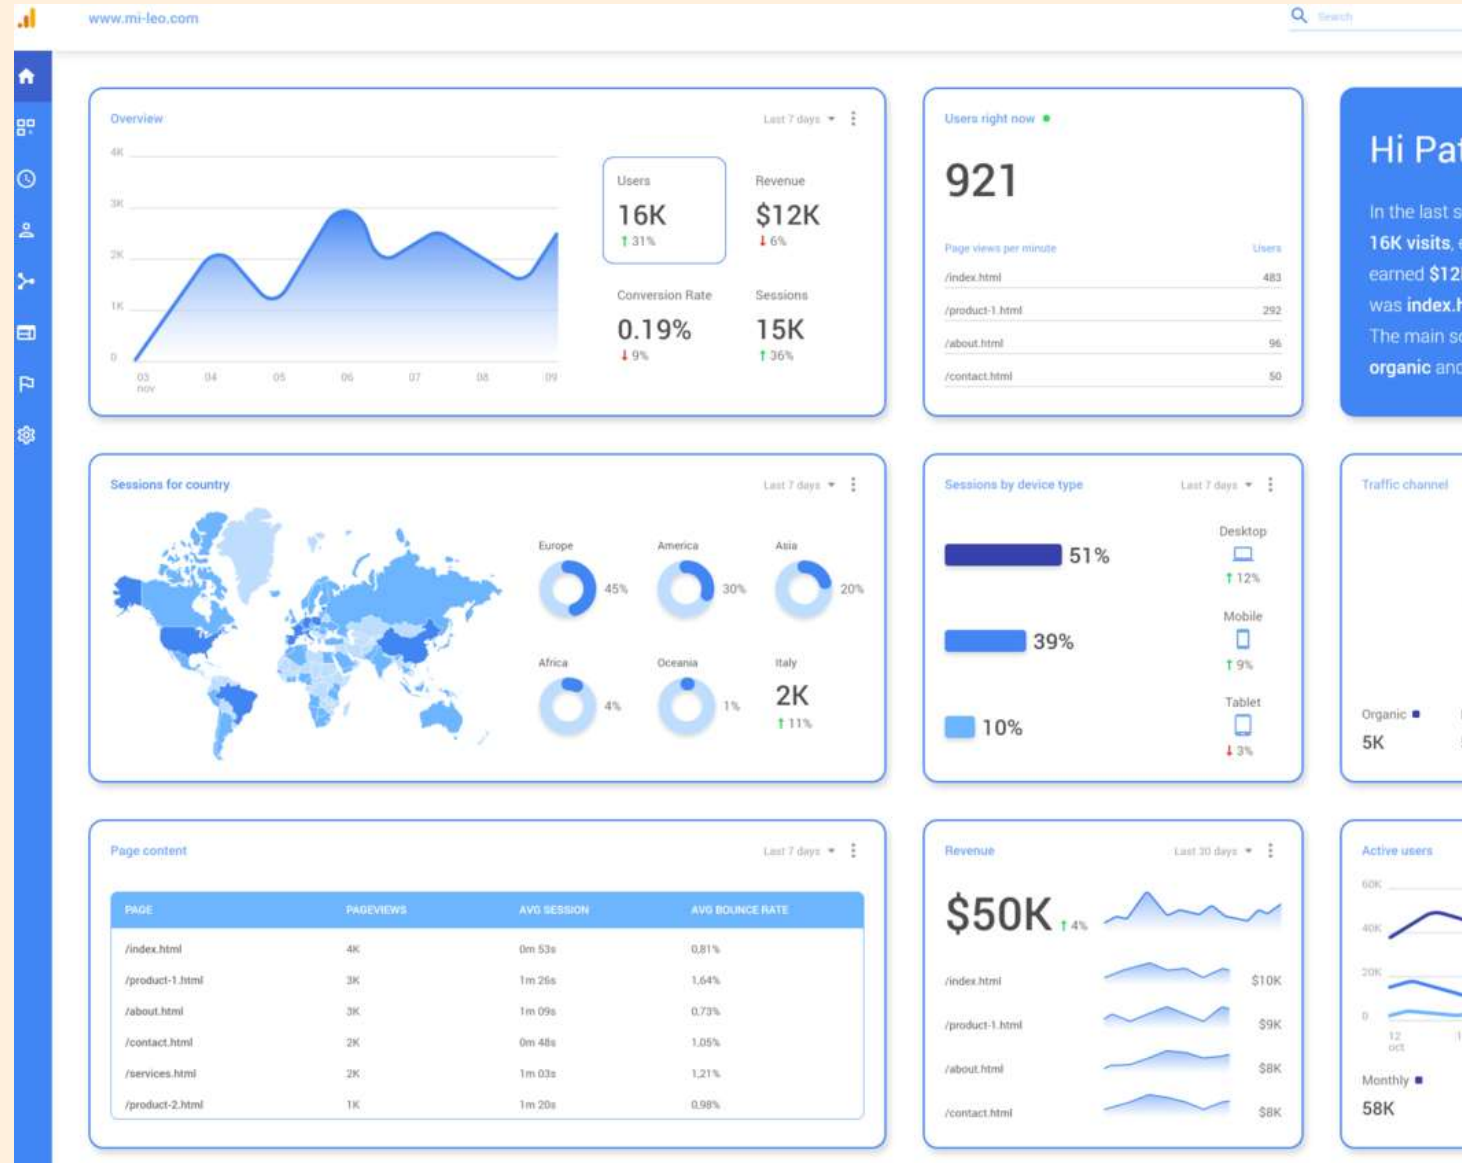 www.mi-leo.com
Search
Overview
Last 7 days
4K
3K
2K
1K
0
03
nov
04
05
06
07
08
09
Users
16K
31%
Revenue
$12K
6%
Conversion Rate
0.19%
9%
Sessions
15K
36%
Users right now
921
Page views per minute Users
/index.html 483
/product-1.html 292
/about.html 96
/contact.html 50
Hi Pat
In the last s
16K visits,
earned $12
was index.h
The main so
organic and
Sessions for country
Last 7 days
Europe
45%
America
30%
Asia
20%
Africa
4%
Oceania
1%
Italy
2K
11%
Sessions by device type
Last 7 days
51%
Desktop
12%
39%
Mobile
9%
10%
Tablet
3%
Traffic channel
Organic
5K
Page content
Last 7 days
PAGE PAGEVIEWS AVG SESSION AVG BOUNCE RATE
/index.html 4K 0m 53s 0,81%
/product-1.html 3K 1m 26s 1,64%
/about.html 3K 1m 09s 0,73%
/contact.html 2K 0m 48s 1,05%
/services.html 2K 1m 03s 1,21%
/product-2.html 1K 1m 20s 0,98%
Revenue
Last 30 days
$50K
4%
/index.html $10K
/product-1.html $9K
/about.html $8K
/contact.html $8K
Active users
60K
40K
20K
0
12
oct
Monthly
58K